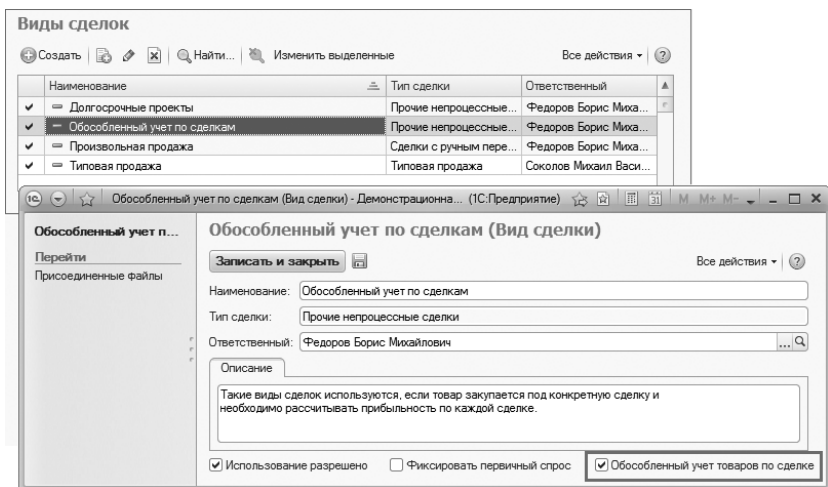 Виды сделок
Создать Найти... Изменить выделенные Все действия
Наименование Тип сделки Ответственный
Долгосрочные проекты Прочие непроцессные... Федоров Борис Миха...
Обособленный учет по сделкам Прочие непроцессные... Федоров Борис Миха...
Произвольная продажа Сделки с ручным пере... Федоров Борис Миха...
Типовая продажа Типовая продажа Соколов Михаил Васи...
1С Обособленный учет по сделкам (Вид сделки) - Демонстрационна... (1С:Предприятие) 31 M M+ M-
Обособленный учет п...
Перейти
Присоединенные файлы
Обособленный учет по сделкам (Вид сделки)
Записать и закрыть Все действия
Наименование: Обособленный учет по сделкам
Тип сделки: Прочие непроцессные сделки
Ответственный: Федоров Борис Михайлович ...
Описание
Такие виды сделок используются, если товар закупается под конкретную сделку и
необходимо рассчитывать прибыльность по каждой сделке.
Использование разрешено Фиксировать первичный спрос Обособленный учет товаров по сделке